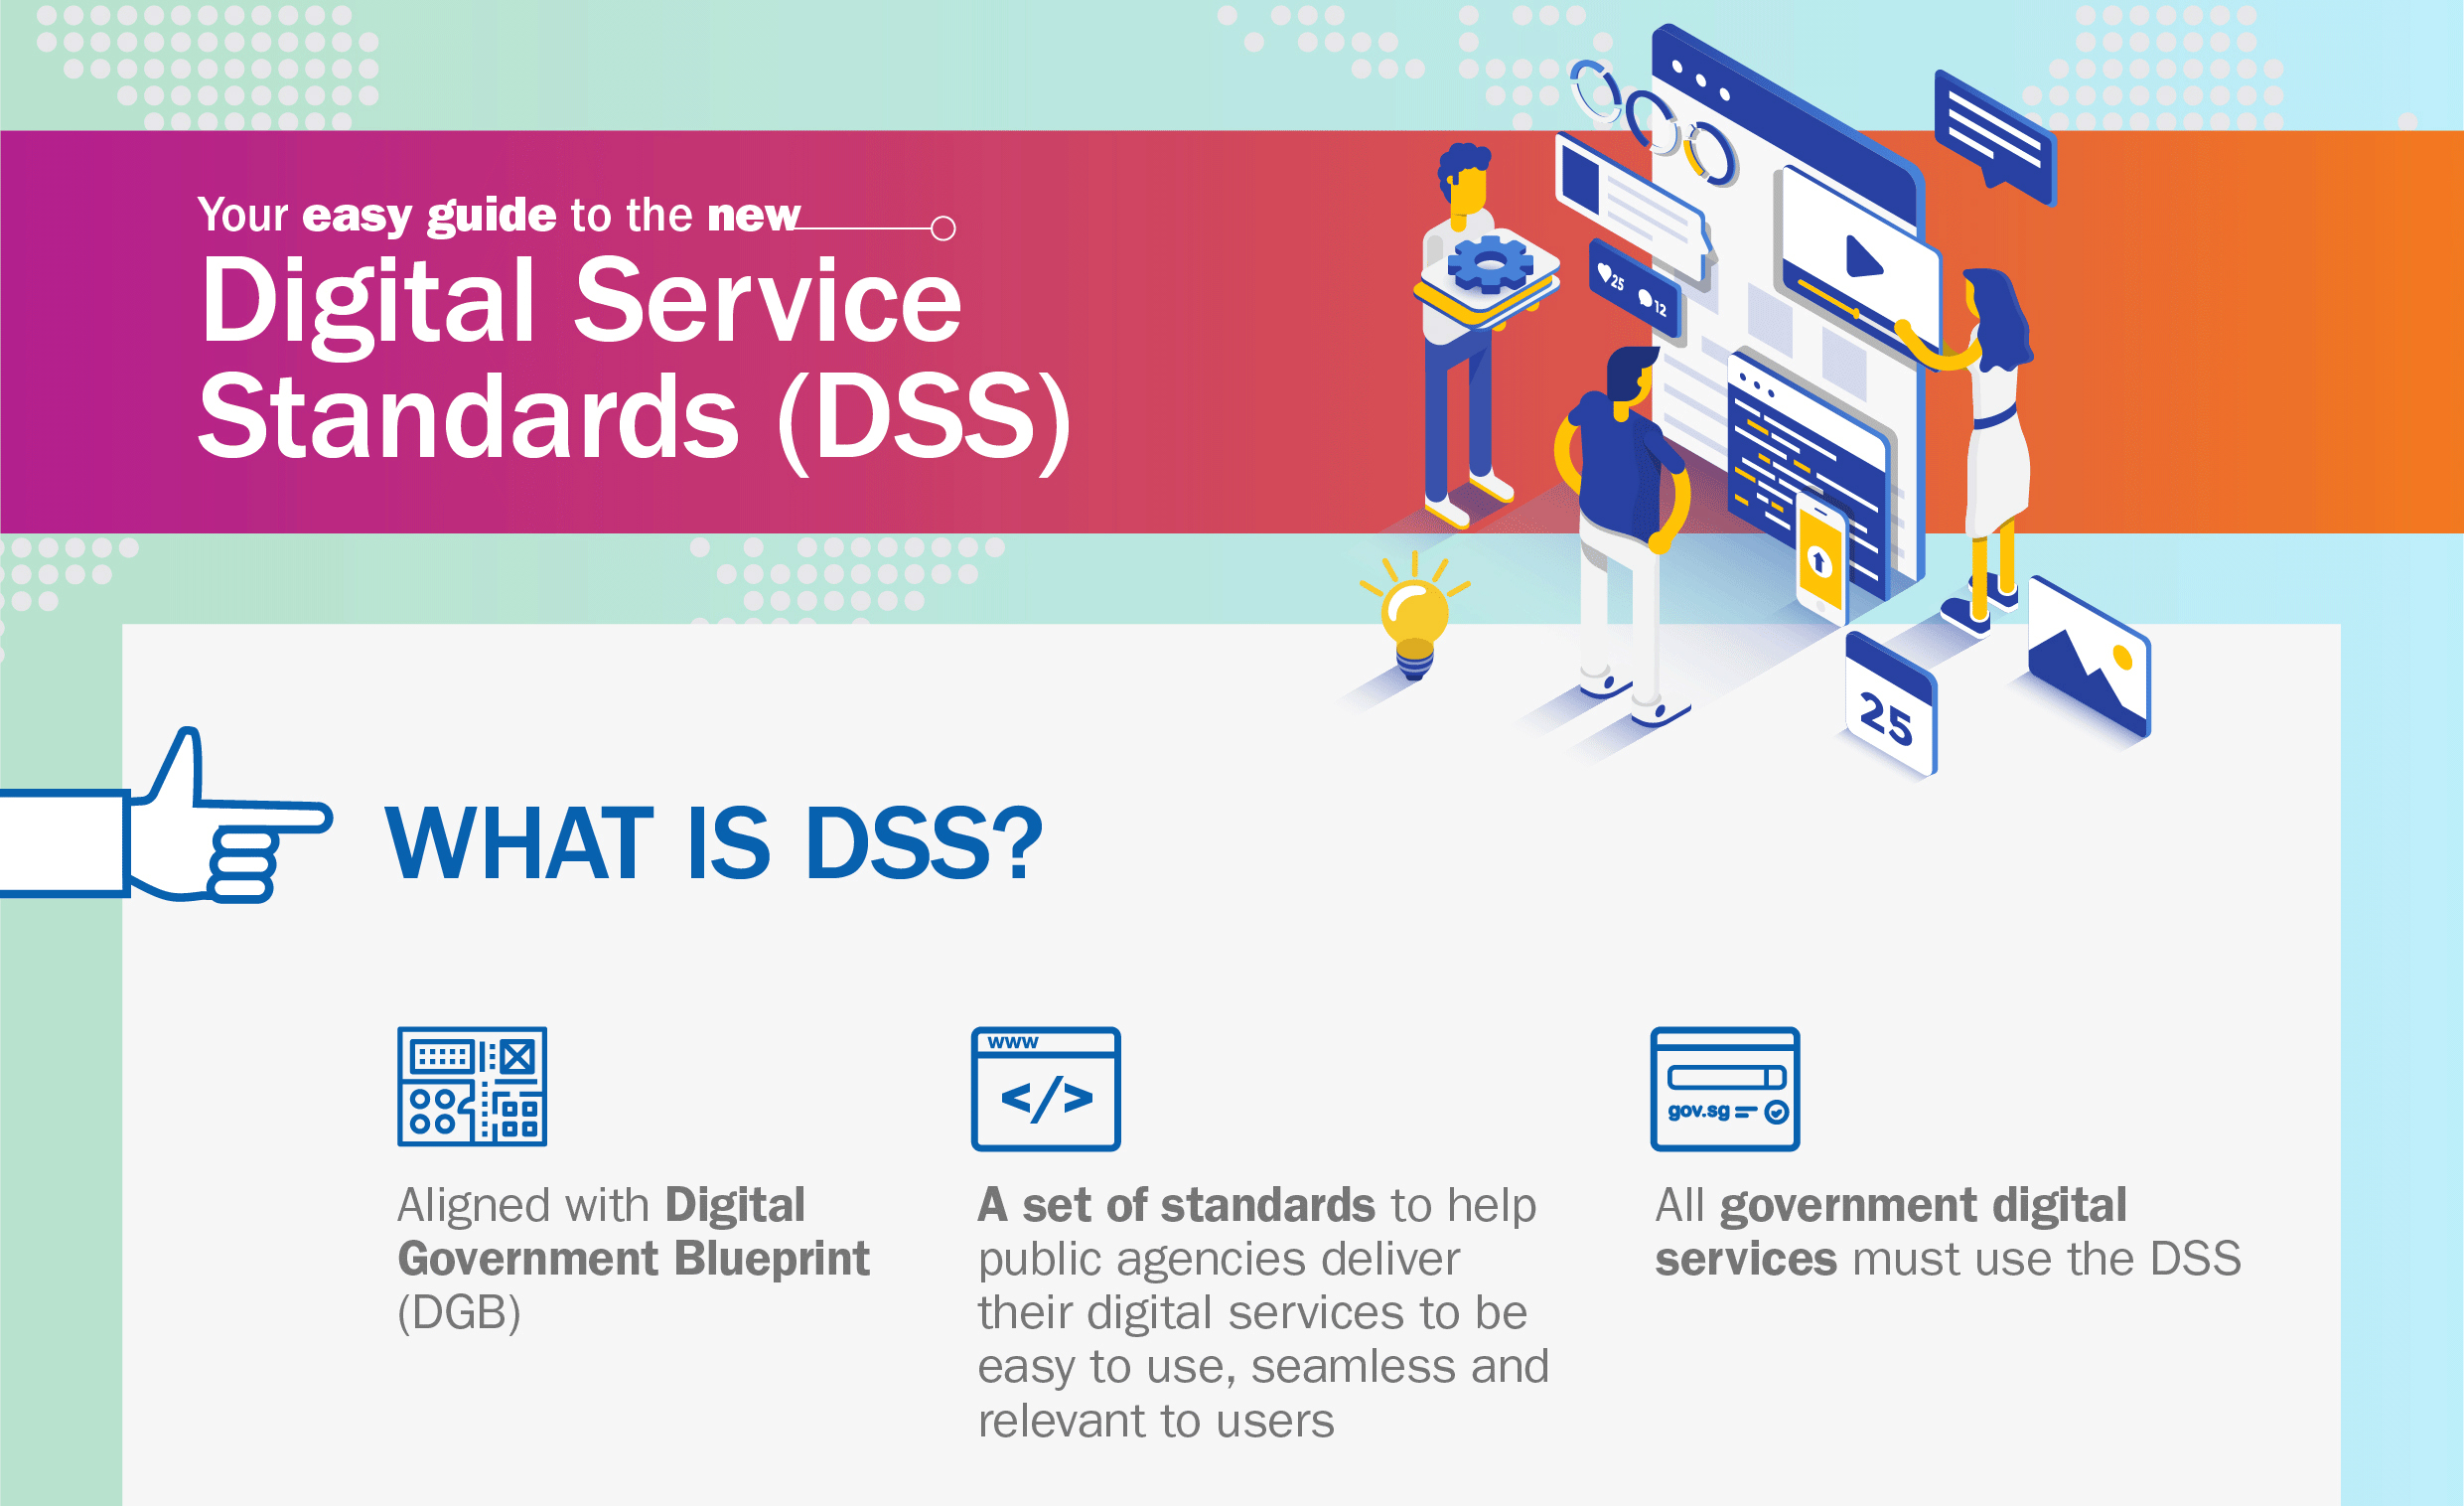 Your easy guide to the new
Digital Service
Standards (DSS)
25
12
25
WHAT IS DSS?
www
</>
gov.sg
Aligned with Digital
Government Blueprint
(DGB)
A set of standards to help
public agencies deliver
their digital services to be
easy to use, seamless and
relevant to users
All government digital
services must use the DSS